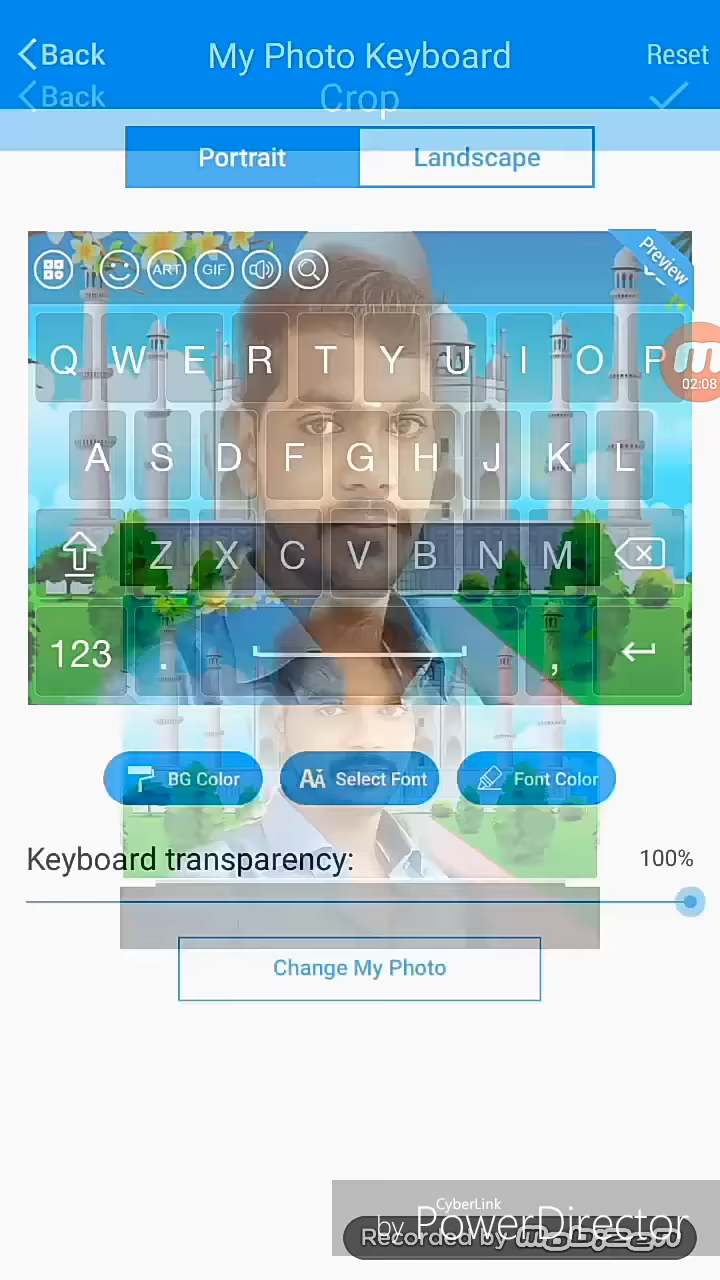 Back My Photo Keyboard Reset
Back Crop
Portrait Landscape
Preview
ART GIF
Q W E R T Y U I O P
02:08
A S D F G H J K L
Z X C V B N M
123 . ,
BG Color Select Font Font Color
Keyboard transparency: 100%
Change My Photo
CyberLink
by PowerDirector
Recorded by